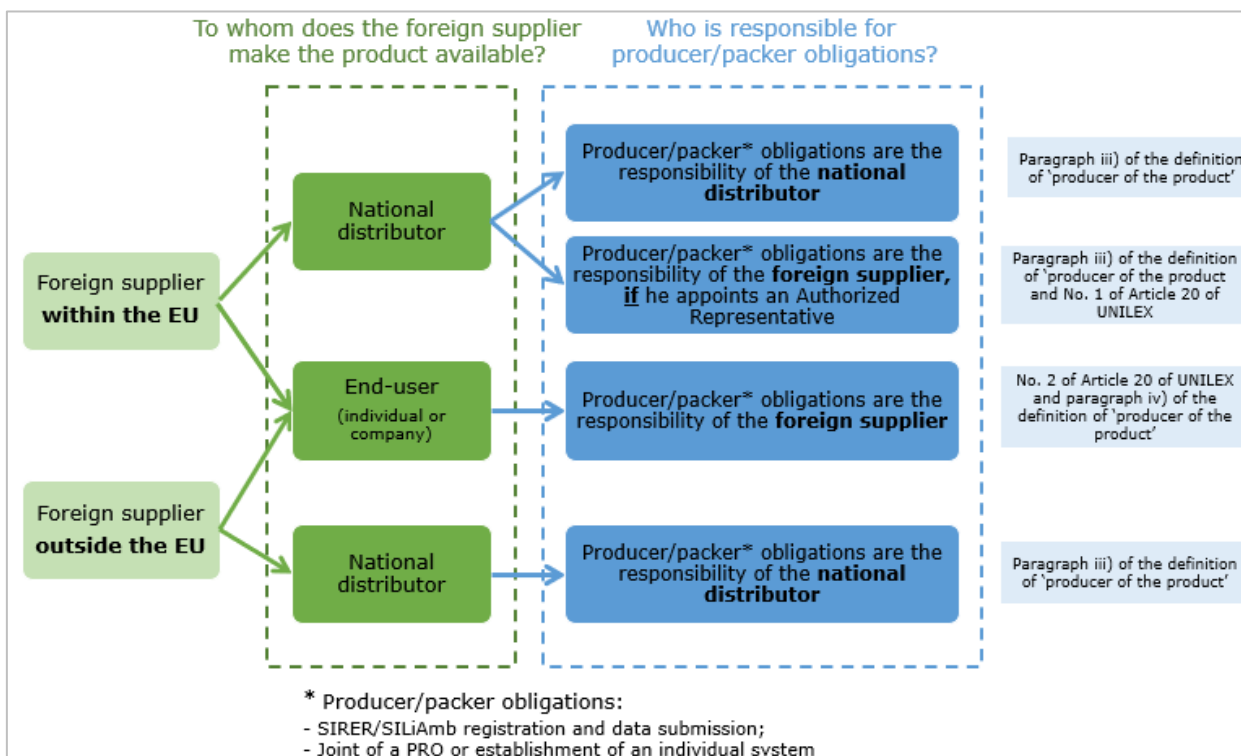 To whom does the foreign supplier
make the product available?
Who is responsible for
producer/packer obligations?
Foreign supplier
within the EU
Foreign supplier
outside the EU
National
distributor
End-user
(individual or
company)
National
distributor
Producer/packer* obligations are the
responsibility of the national
distributor
Producer/packer* obligations are the
responsibility of the foreign supplier,
if he appoints an Authorized
Representative
Producer/packer* obligations are the
responsibility of the foreign supplier
Producer/packer* obligations are the
responsibility of the national
distributor
Paragraph iii) of the definition
of ‘producer of the product’
Paragraph iii) of the definition
of ‘producer of the product
and No. 1 of Article 20 of
UNILEX
No. 2 of Article 20 of UNILEX
and paragraph iv) of the
definition of ‘producer of the
product’
Paragraph iii) of the definition
of ‘producer of the product’
* Producer/packer obligations:
- SIRER/SILiAmb registration and data submission;
- Joint of a PRO or establishment of an individual system